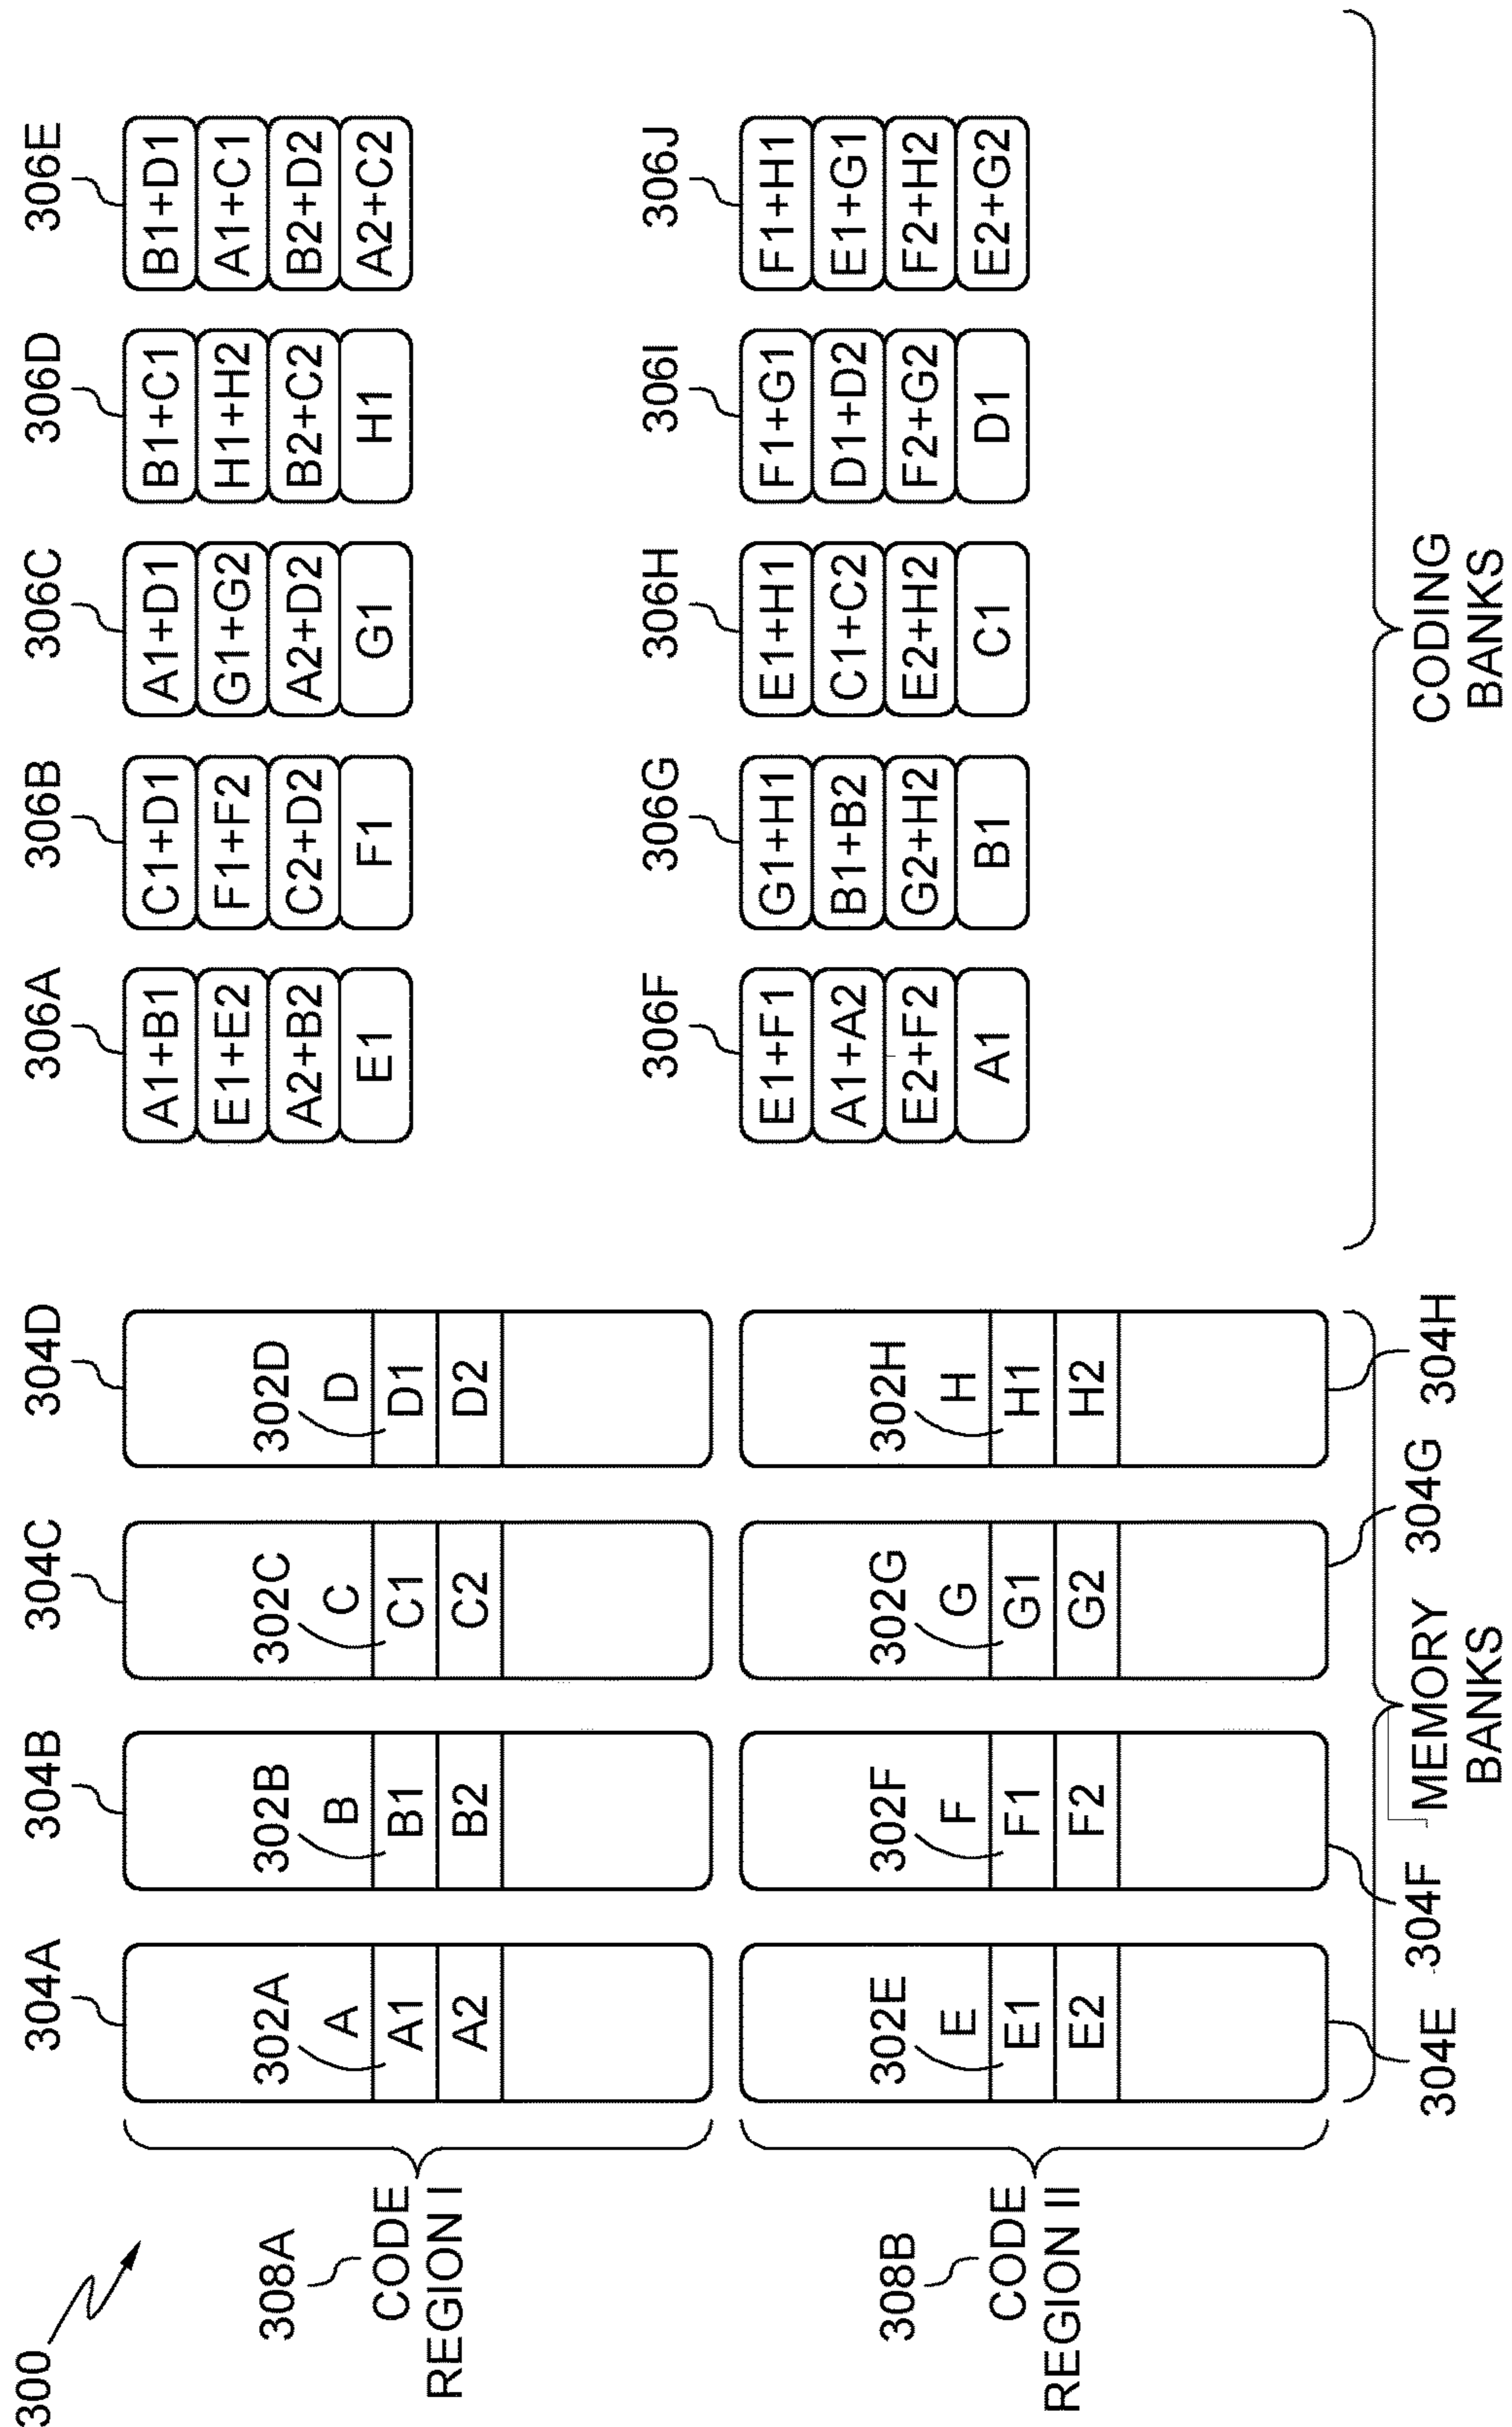 300
304A 304B 304C 304D 306A 306B 306C 306D 306E
302A 302B 302C 302D
A B C D
A1 B1 C1 D1
A2 B2 C2 D2
308A
CODE
REGION I
A1+B1 C1+D1 A1+D1 B1+C1 B1+D1
E1+E2 F1+F2 G1+G2 H1+H2 A1+C1
A2+B2 C2+D2 A2+D2 B2+C2 B2+D2
E1 F1 G1 H1 A2+C2
306F 306G 306H 306I 306J
302E 302F 302G 302H
E F G H
E1 F1 G1 H1
E2 F2 G2 H2
308B
CODE
REGION II
E1+F1 G1+H1 E1+H1 F1+G1 F1+H1
A1+A2 B1+B2 C1+C2 D1+D2 E1+G1
E2+F2 G2+H2 E2+H2 F2+G2 F2+H2
A1 B1 C1 D1 E2+G2
304E 304F 304G 304H
MEMORY
BANKS
CODING
BANKS